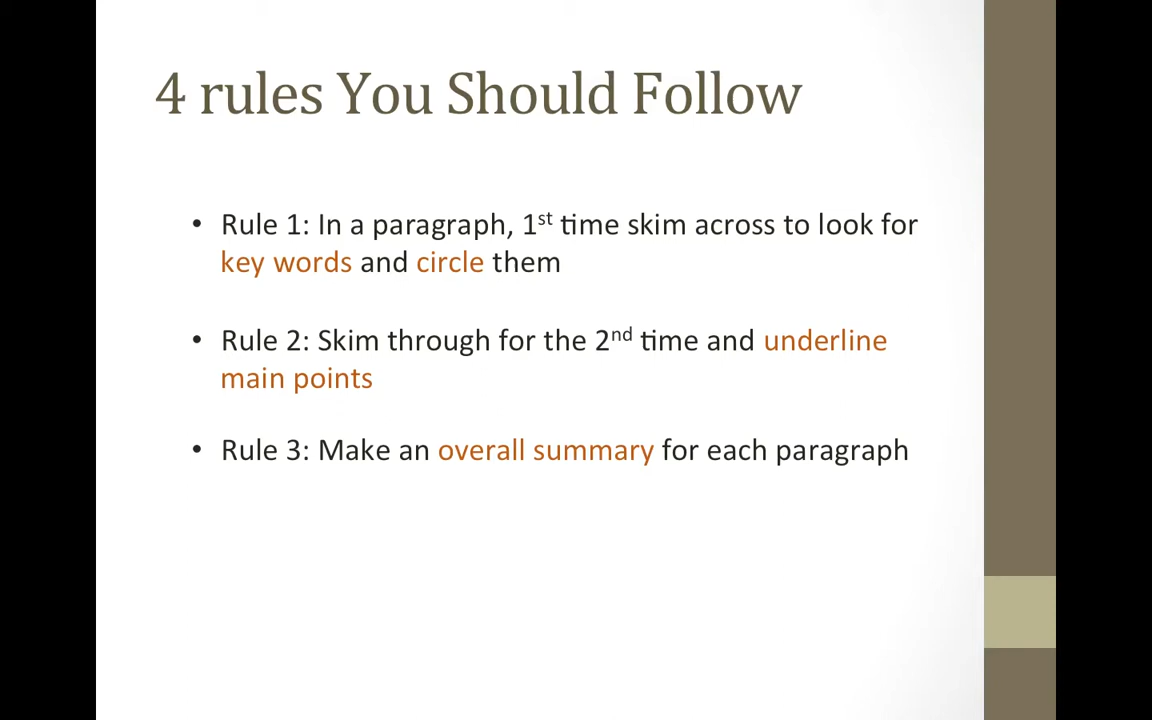 4 rules You Should Follow
• Rule 1: In a paragraph, 1st time skim across to look for
key words and circle them
• Rule 2: Skim through for the 2nd time and underline
main points
• Rule 3: Make an overall summary for each paragraph